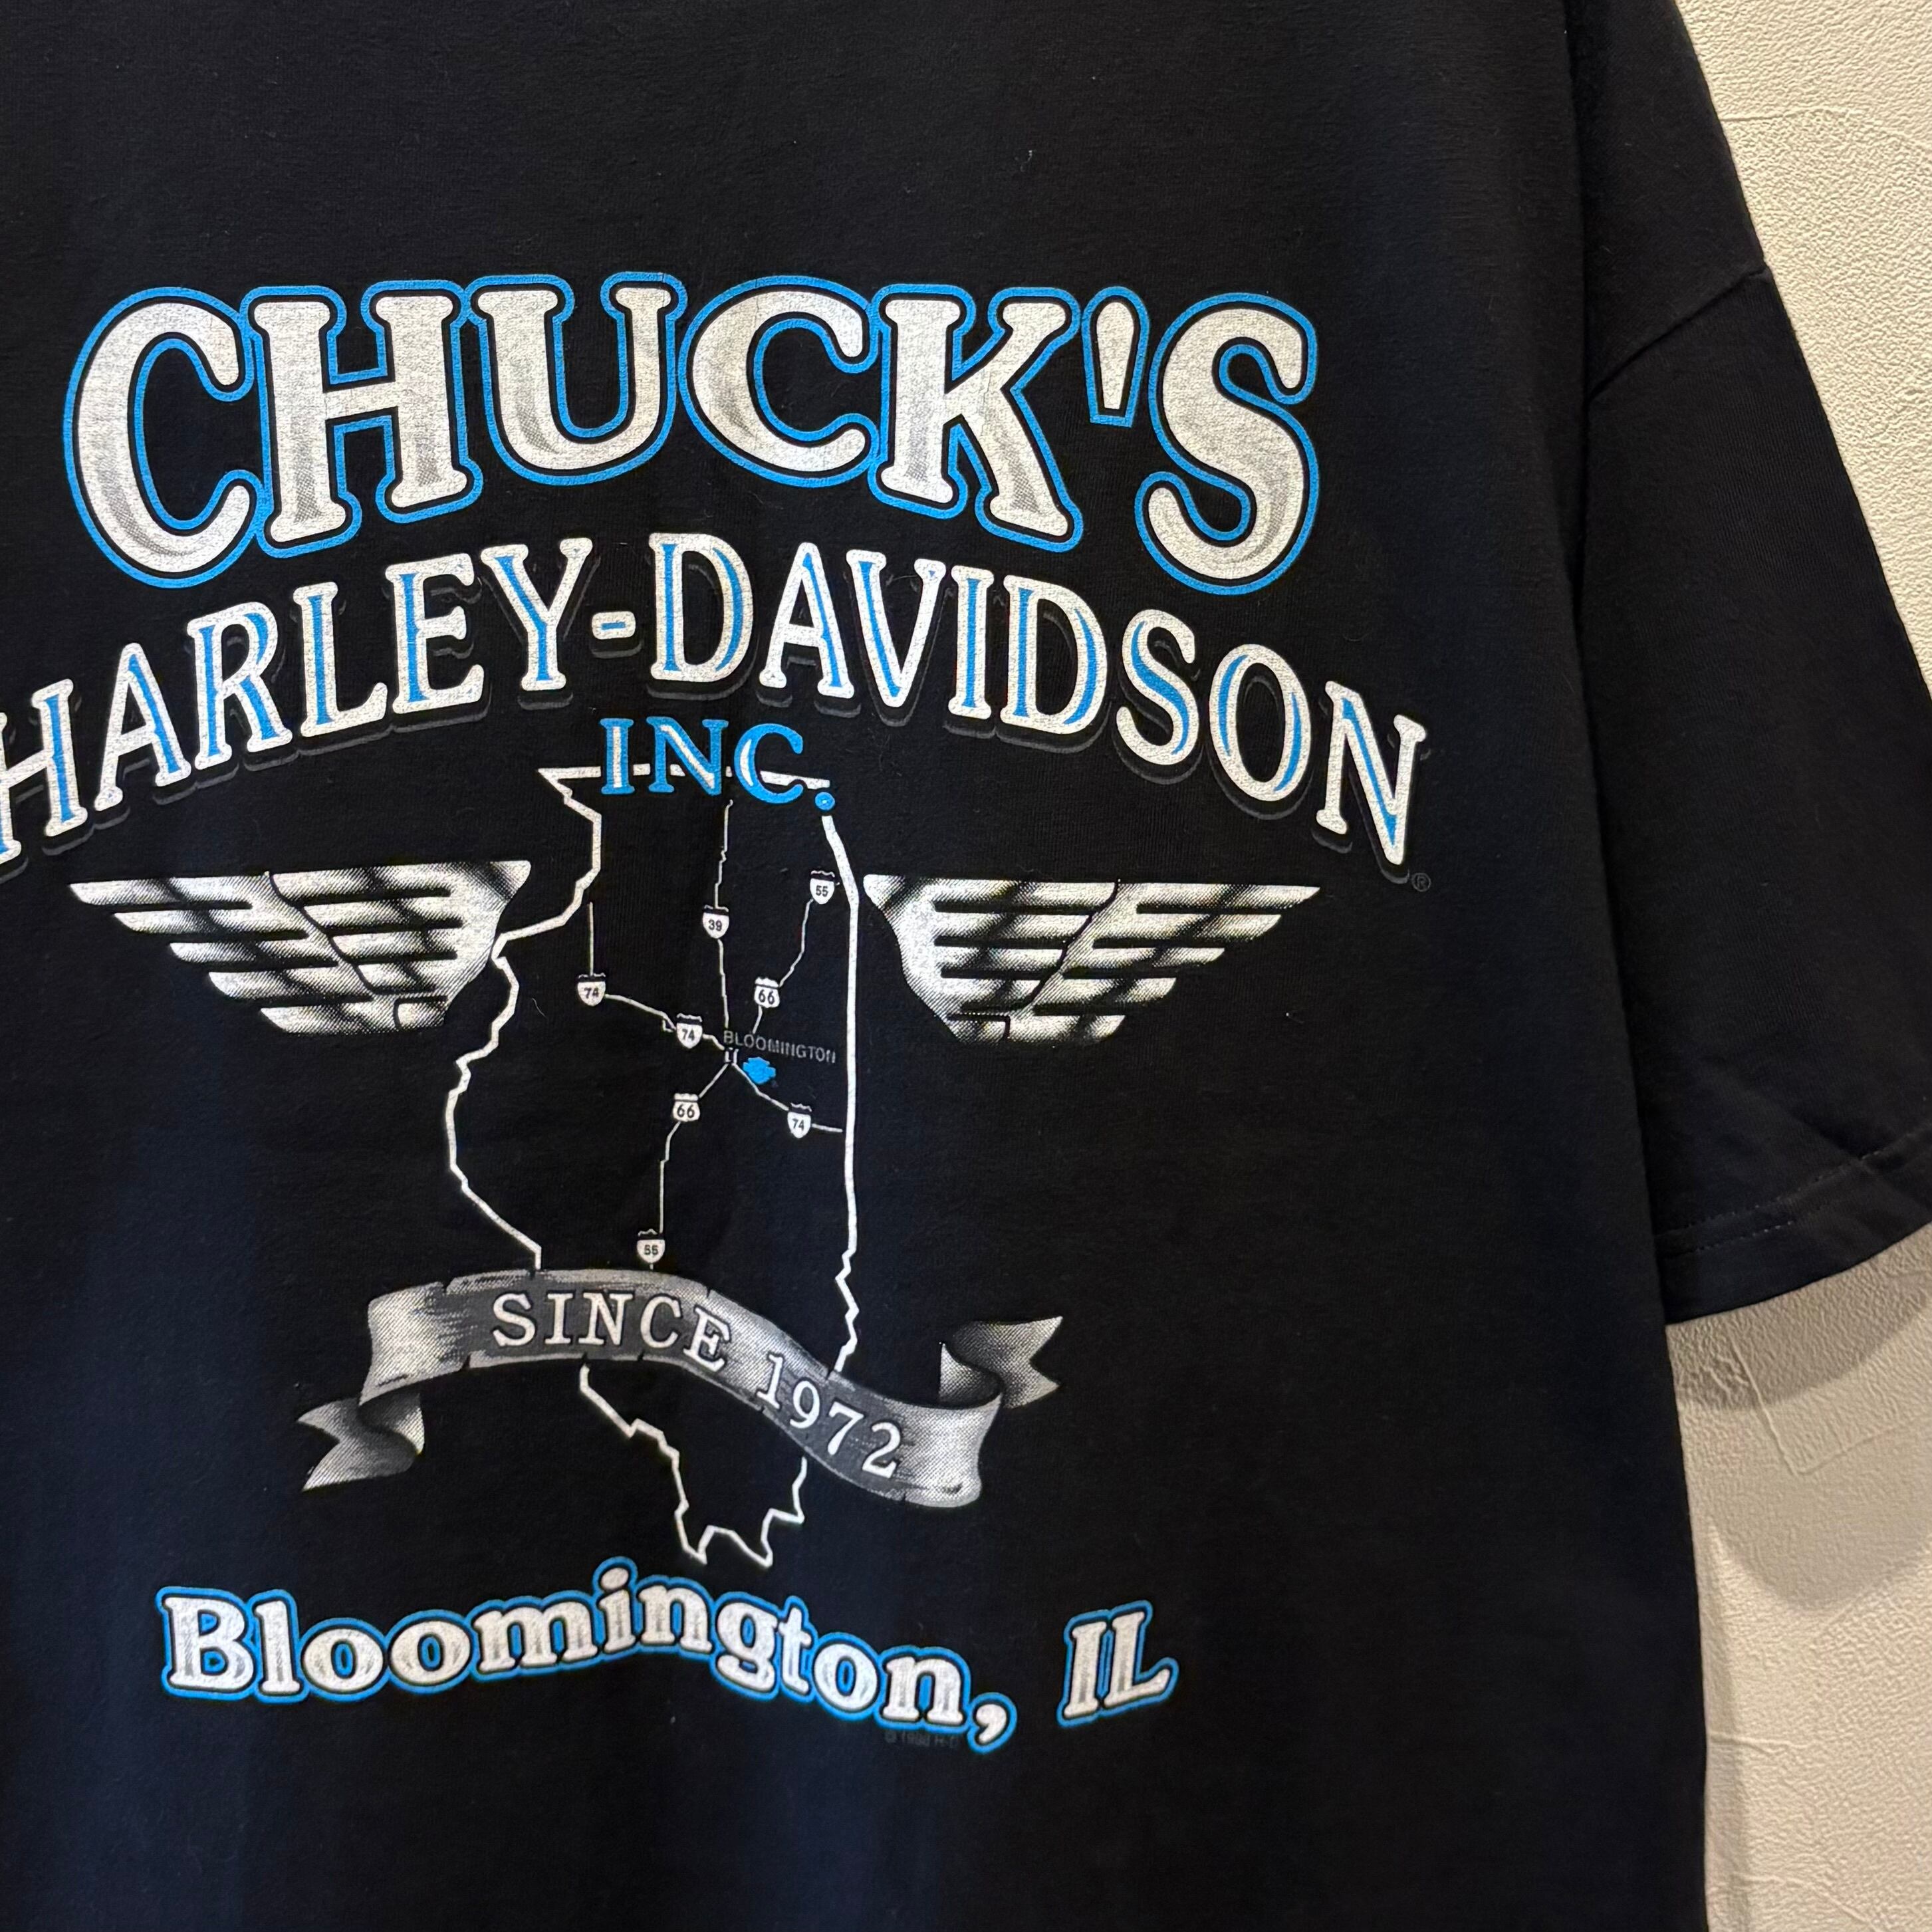 CHUCK'S
HARLEY-DAVIDSON
®
INC.
55
39
74
66
74
BLOOMINGTON
66
74
55
SINCE 1972
Bloomington, IL